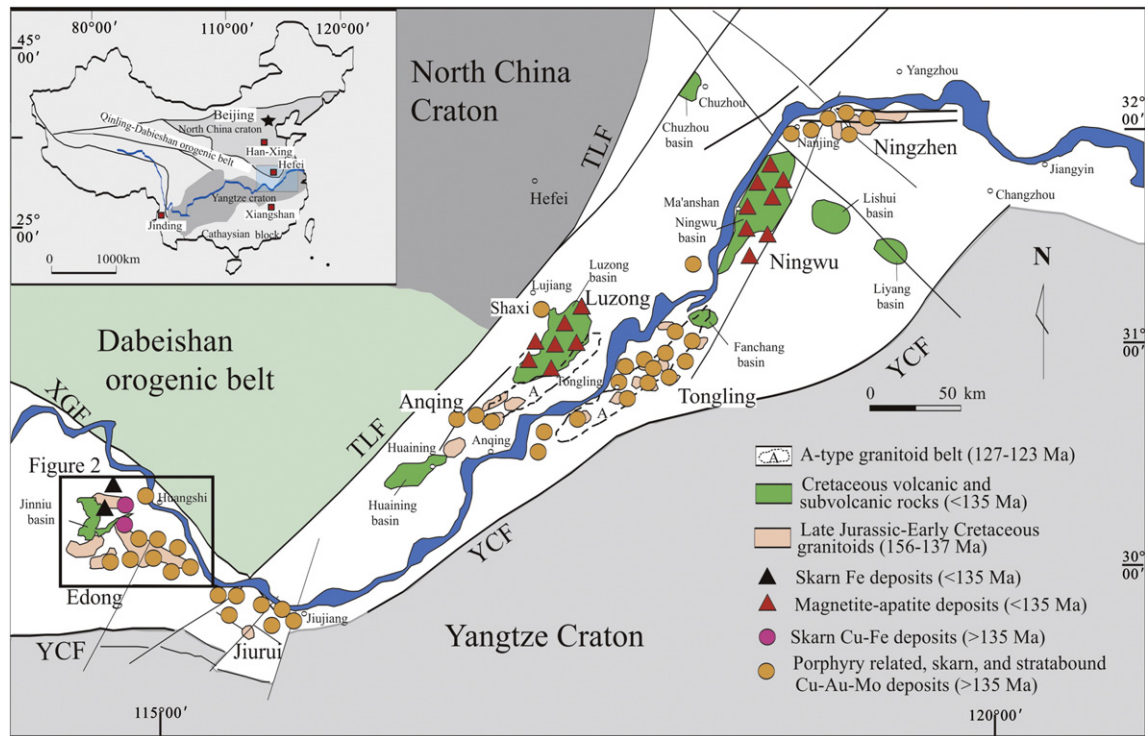 80°00′
110°00′
120°00′
45°
00′
Beijing
North China craton
Qinling-Dabieshan orogenic belt
Han-Xing
Hefei
Yangtze craton
Xiangshan
Jinding
Cathaysian block
25°
00′
0 1000km
North China
Craton
TLF
Hefei
Chuzhou
Chuzhou
basin
Yangzhou
32°
00′
Nanjing
Ningzhen
Jiangyin
Changzhou
Ma'anshan
Ningwu
basin
Lishui
basin
Ningwu
Liyang
basin
N
Luzong
basin
Lujiang
Luzong
Shaxi
Fanchang
basin
31°
00′
YCF
0 50 km
Dabeishan
orogenic belt
Tongling
A
Anqing
A
Tongling
XGF
TLF
Huaining
Anqing
Huaining
basin
Figure 2
Huangshi
Jinniu
basin
YCF
30°
00′
Edong
Jiujiang
YCF
Jiurui
Yangtze Craton
A A-type granitoid belt (127-123 Ma)
Cretaceous volcanic and
subvolcanic rocks (<135 Ma)
Late Jurassic-Early Cretaceous
granitoids (156-137 Ma)
Skarn Fe deposits (<135 Ma)
Magnetite-apatite deposits (<135 Ma)
Skarn Cu-Fe deposits (>135 Ma)
Porphyry related, skarn, and stratabound
Cu-Au-Mo deposits (>135 Ma)
115°00′
120°00′